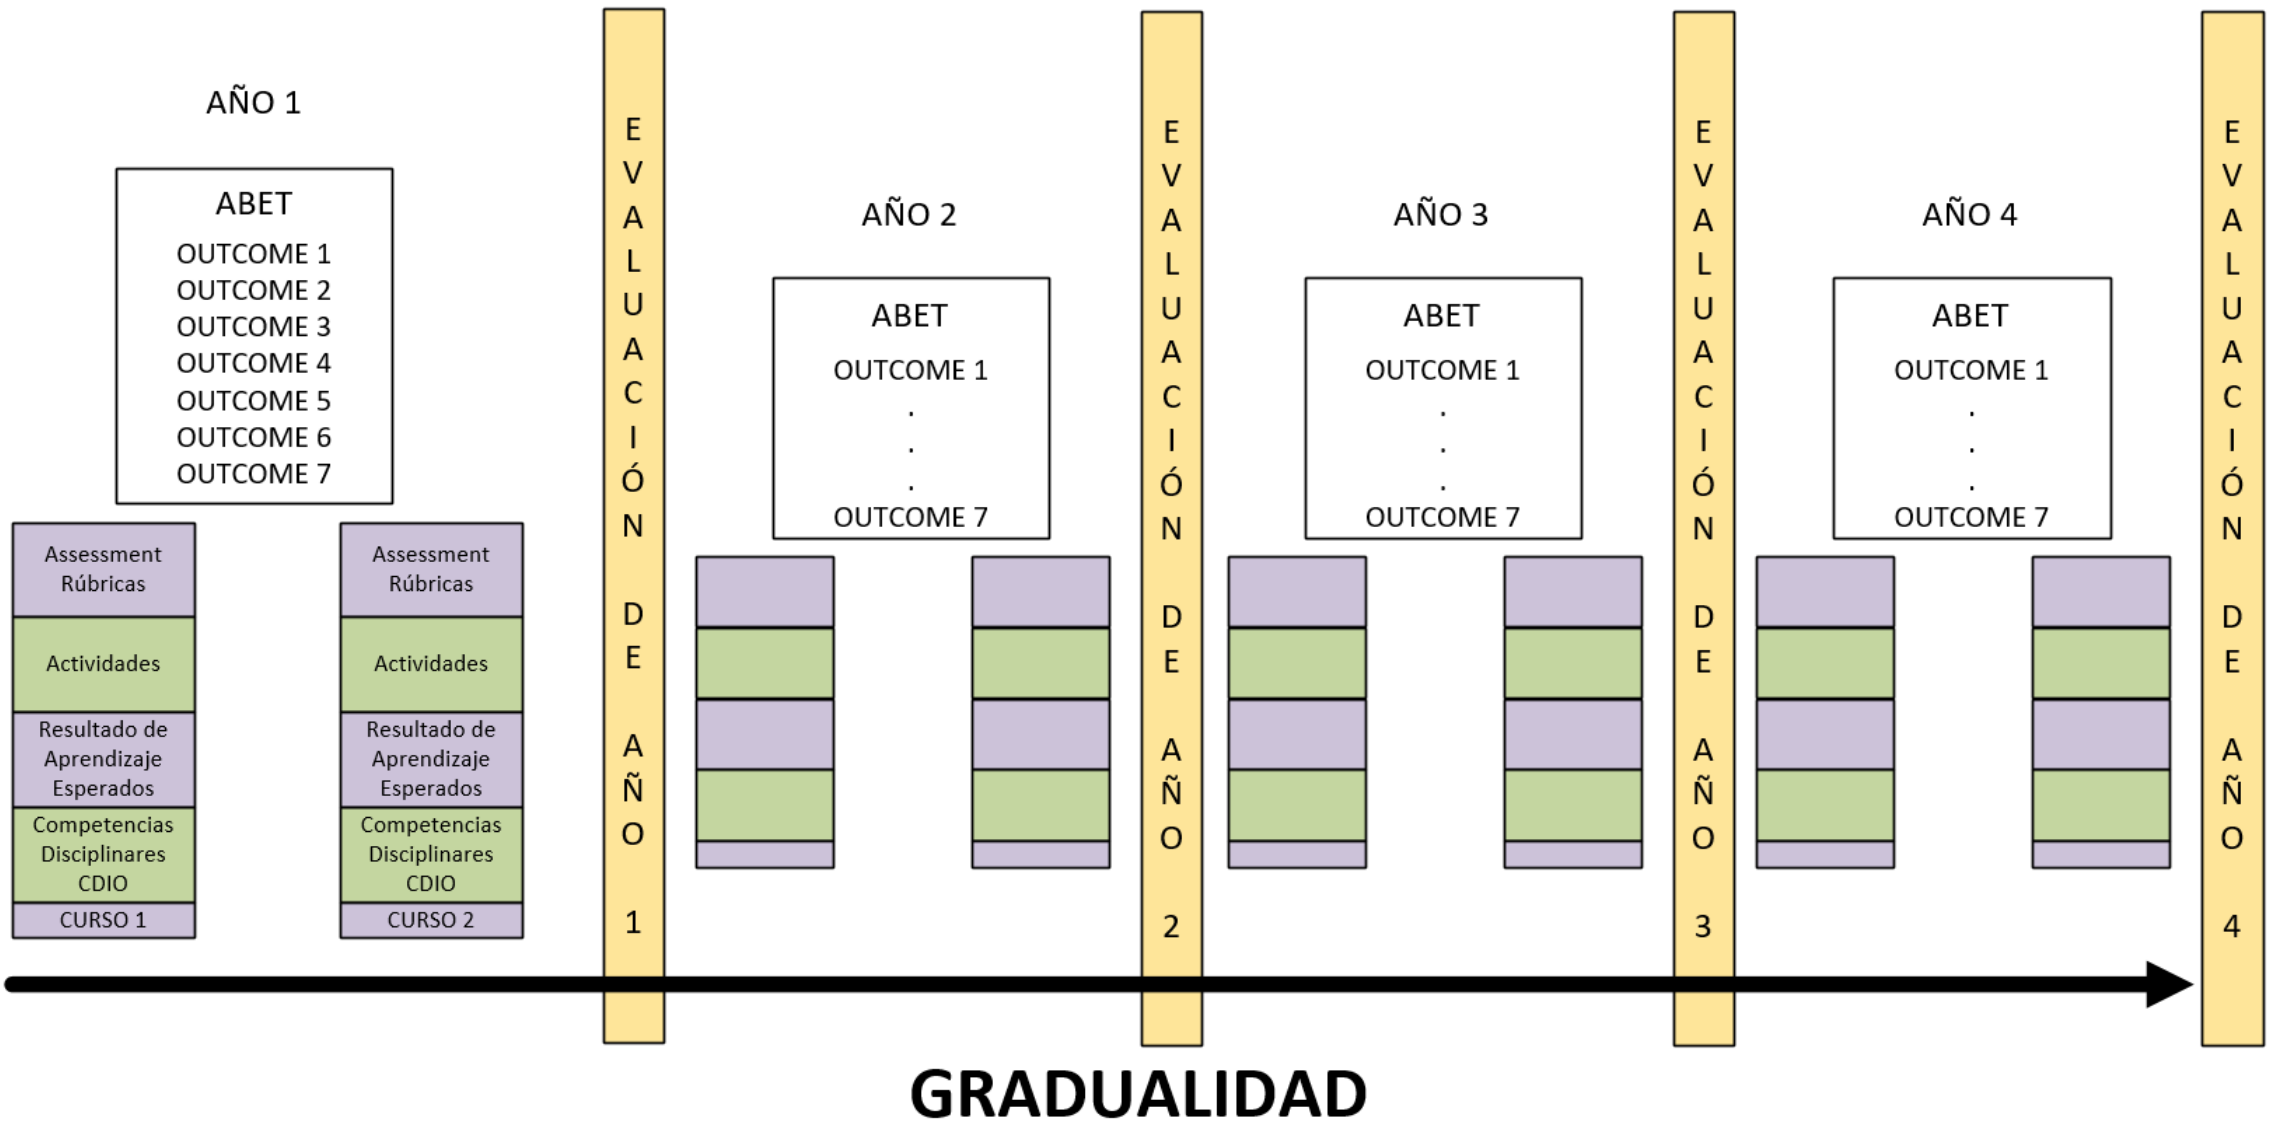 AÑO 1
ABET
OUTCOME 1
OUTCOME 2
OUTCOME 3
OUTCOME 4
OUTCOME 5
OUTCOME 6
OUTCOME 7
Assessment
Rúbricas
Actividades
Resultado de
Aprendizaje
Esperados
Competencias
Disciplinares
CDIO
CURSO 1
Assessment
Rúbricas
Actividades
Resultado de
Aprendizaje
Esperados
Competencias
Disciplinares
CDIO
CURSO 2
EVALUACIÓN DE AÑO 1
AÑO 2
ABET
OUTCOME 1
.
.
.
OUTCOME 7
EVALUACIÓN DE AÑO 2
AÑO 3
ABET
OUTCOME 1
.
.
.
OUTCOME 7
EVALUACIÓN DE AÑO 3
AÑO 4
ABET
OUTCOME 1
.
.
.
OUTCOME 7
EVALUACIÓN DE AÑO 4
GRADUALIDAD